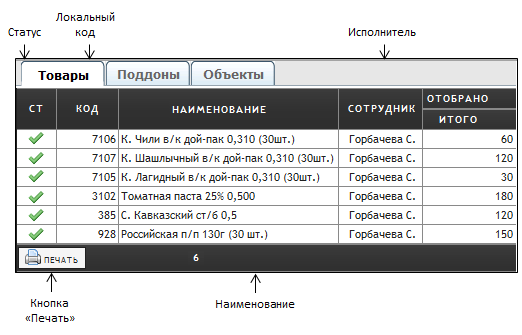 Статус
Локальный
код
Исполнитель
Товары Поддоны Объекты
СТ КОД НАИМЕНОВАНИЕ СОТРУДНИК ОТОБРАНО
ИТОГО
7106 К. Чили в/к дой-пак 0,310 (30шт.) Горбачева С. 60
7107 К. Шашлычный в/к дой-пак 0,310 (30шт.) Горбачева С. 120
7105 К. Лагидный в/к дой-пак 0,310 (30шт.) Горбачева С. 30
3102 Томатная паста 25% 0,500 Горбачева С. 180
385 С. Кавказский ст/б 0,5 Горбачева С. 120
928 Российская п/п 130г (30 шт.) Горбачева С. 150
ПЕЧАТЬ 6
Кнопка
«Печать»
Наименование